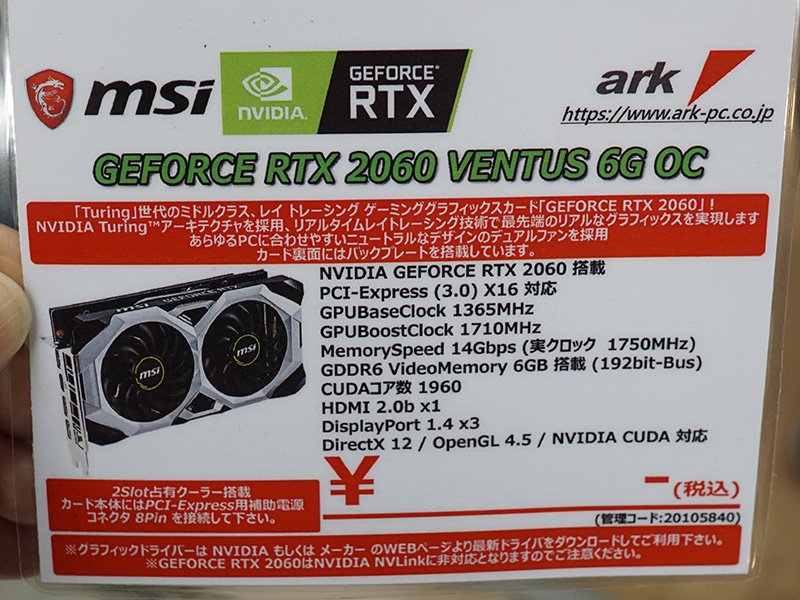 msi
NVIDIA.
GEFORCE®
RTX
ark
https://www.ark-pc.co.jp
GEFORCE RTX 2060 VENTUS 6G OC
「Turing」世代のミドルクラス、レイ トレーシング ゲーミンググラフィックスカード「GEFORCE RTX 2060」！
NVIDIA Turing™アーキテクチャを採用、リアルタイムレイトレーシング技術で最先端のリアルなグラフィックスを実現します
あらゆるPCに合わせやすいニュートラルなデザインのデュアルファンを採用
カード裏面にはバックプレートを搭載しています。
NVIDIA GEFORCE RTX 2060 搭載
PCI-Express (3.0) X16 対応
GPUBaseClock 1365MHz
GPUBoostClock 1710MHz
MemorySpeed 14Gbps (実クロック 1750MHz)
GDDR6 VideoMemory 6GB 搭載 (192bit-Bus)
CUDAコア数 1960
HDMI 2.0b x1
DisplayPort 1.4 x3
DirectX 12 / OpenGL 4.5 / NVIDIA CUDA 対応
msi
GEFORCE RTX
msi
msi
2Slot占有クーラー搭載
カード本体にはPCI-Express用補助電源
コネクタ 8Pin を接続して下さい。
¥ -(税込)
(管理コード:20105840)
※グラフィックドライバーは NVIDIA もしくは メーカー のWEBページより最新ドライバをダウンロードしてご利用下さい。
※GEFORCE RTX 2060はNVIDIA NVLinkに非対応となりますのでご注意ください。